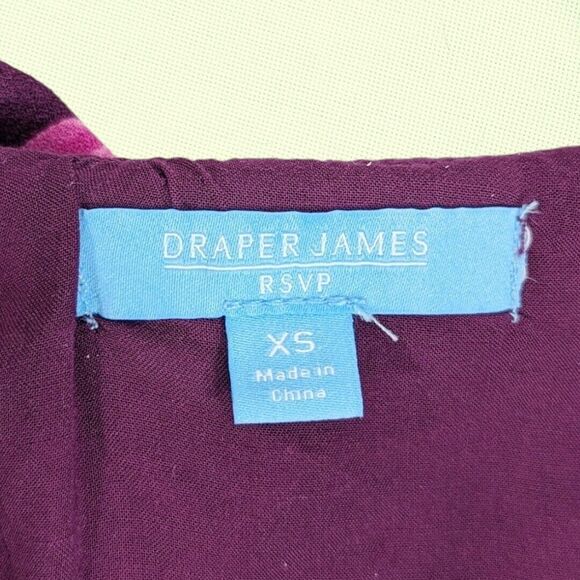 DRAPER JAMES
RSVP
XS
Made in
China